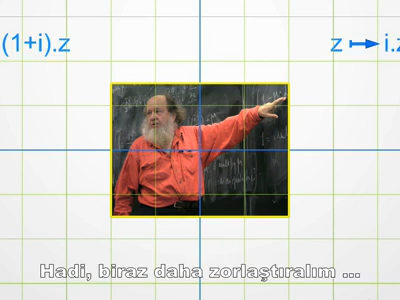 (1+i).z
z ↦ i.z
Hadi, biraz daha zorlaştıralım ...